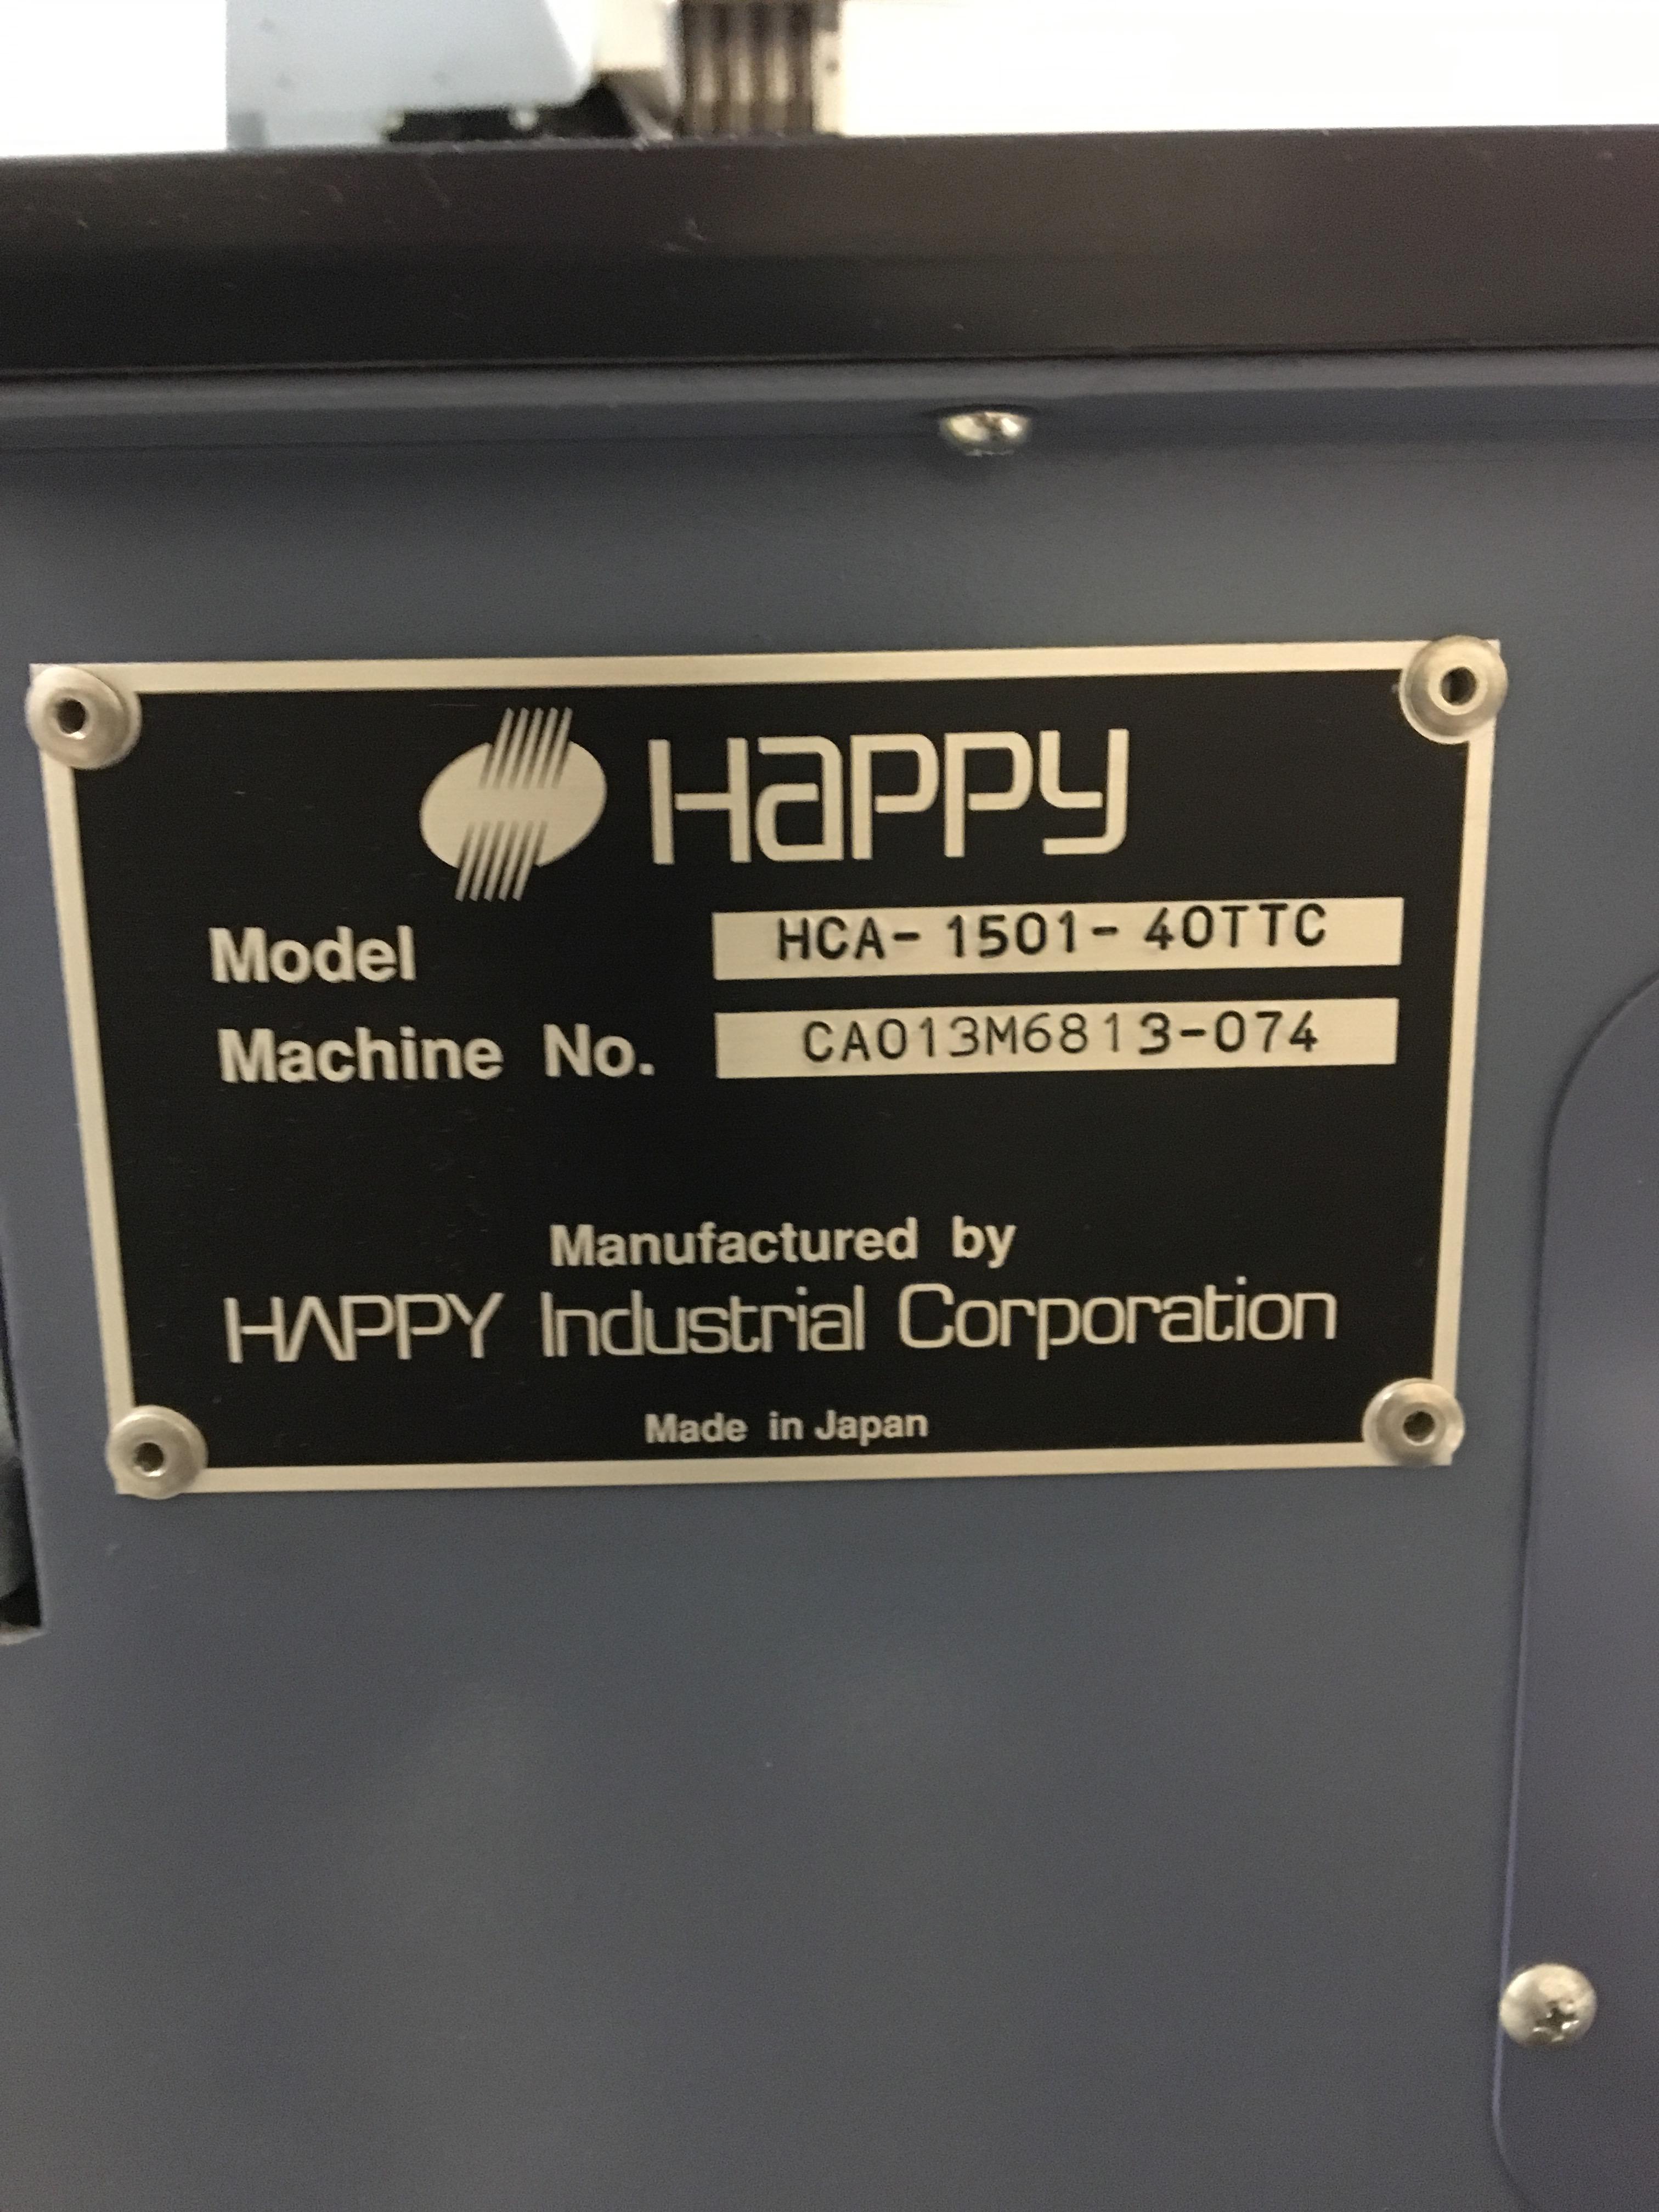 Happy
Model HCA-1501-40TTC
Machine No. CA013M6813-074
Manufactured by
HAPPY Industrial Corporation
Made in Japan